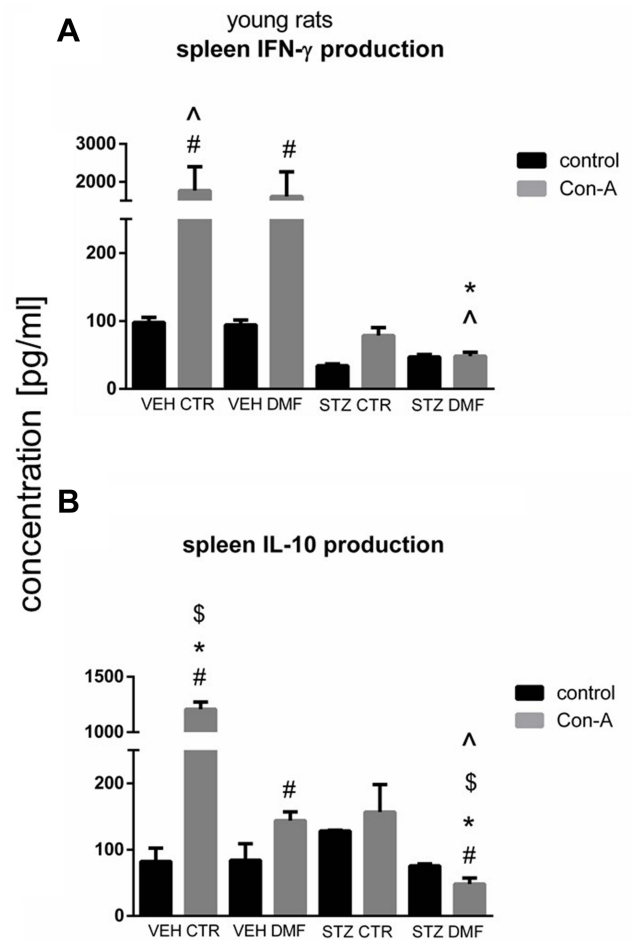 A
young rats
spleen IFN-γ production
^
#
#
3000
2000
200
100
0
*
^
control
Con-A
VEH CTR
VEH DMF
STZ CTR
STZ DMF
concentration [pg/ml]
B
spleen IL-10 production
$
*
#
#
^
$
*
#
1500
1000
200
100
0
control
Con-A
VEH CTR
VEH DMF
STZ CTR
STZ DMF